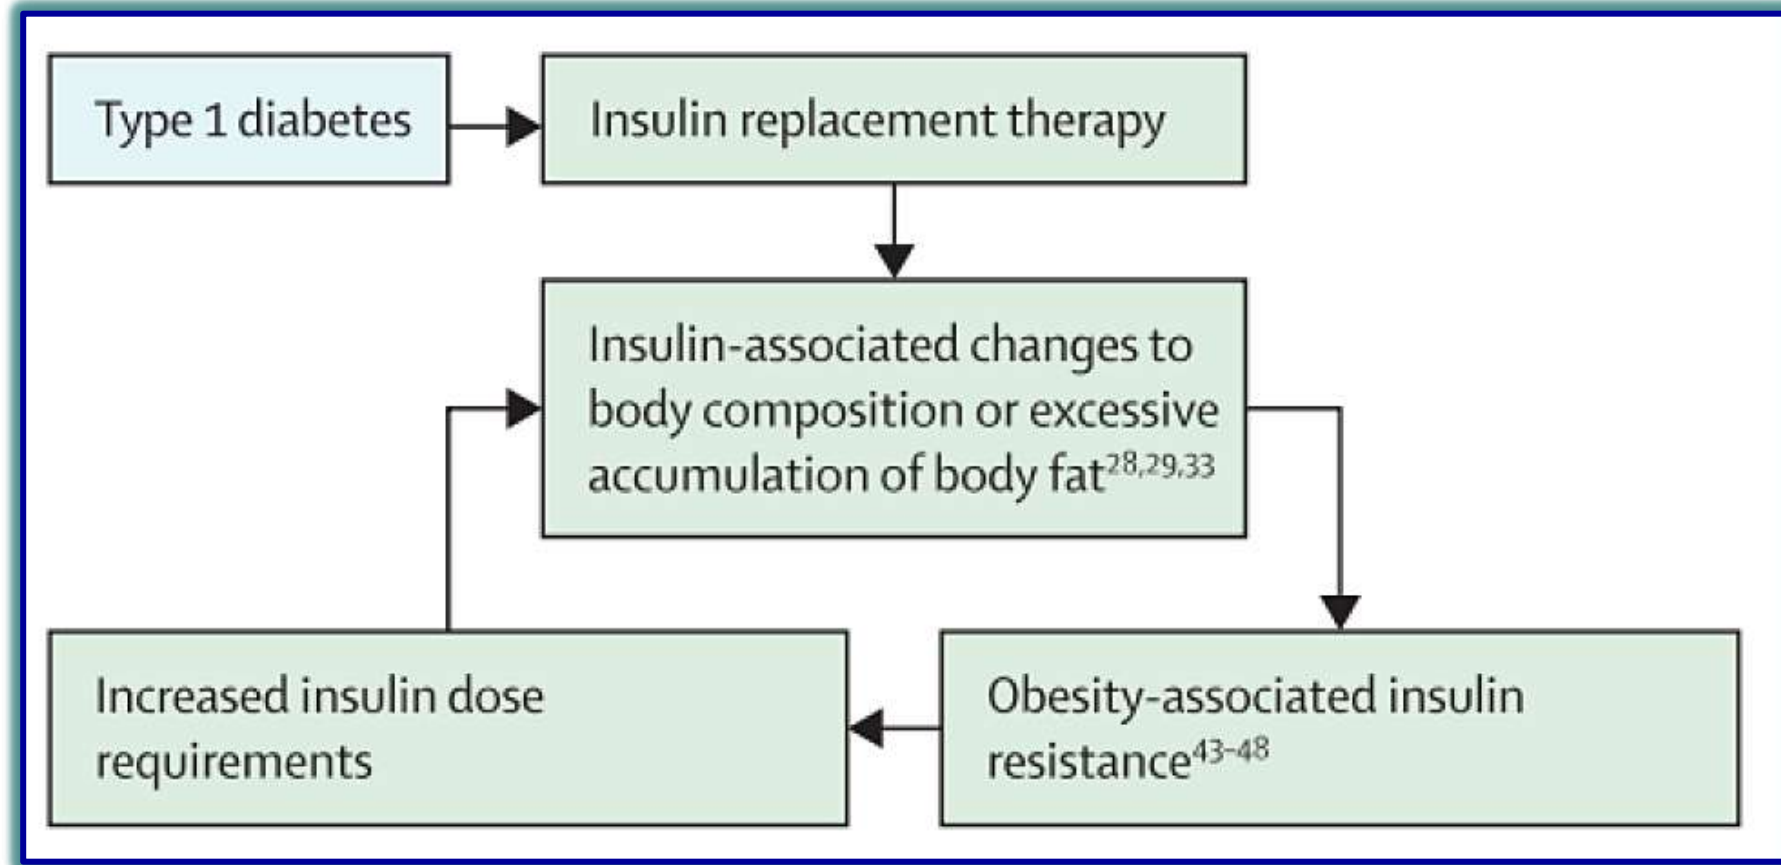 Type 1 diabetes
Insulin replacement therapy
Insulin-associated changes to
body composition or excessive
accumulation of body fat28,29,33
Increased insulin dose
requirements
Obesity-associated insulin
resistance43–48